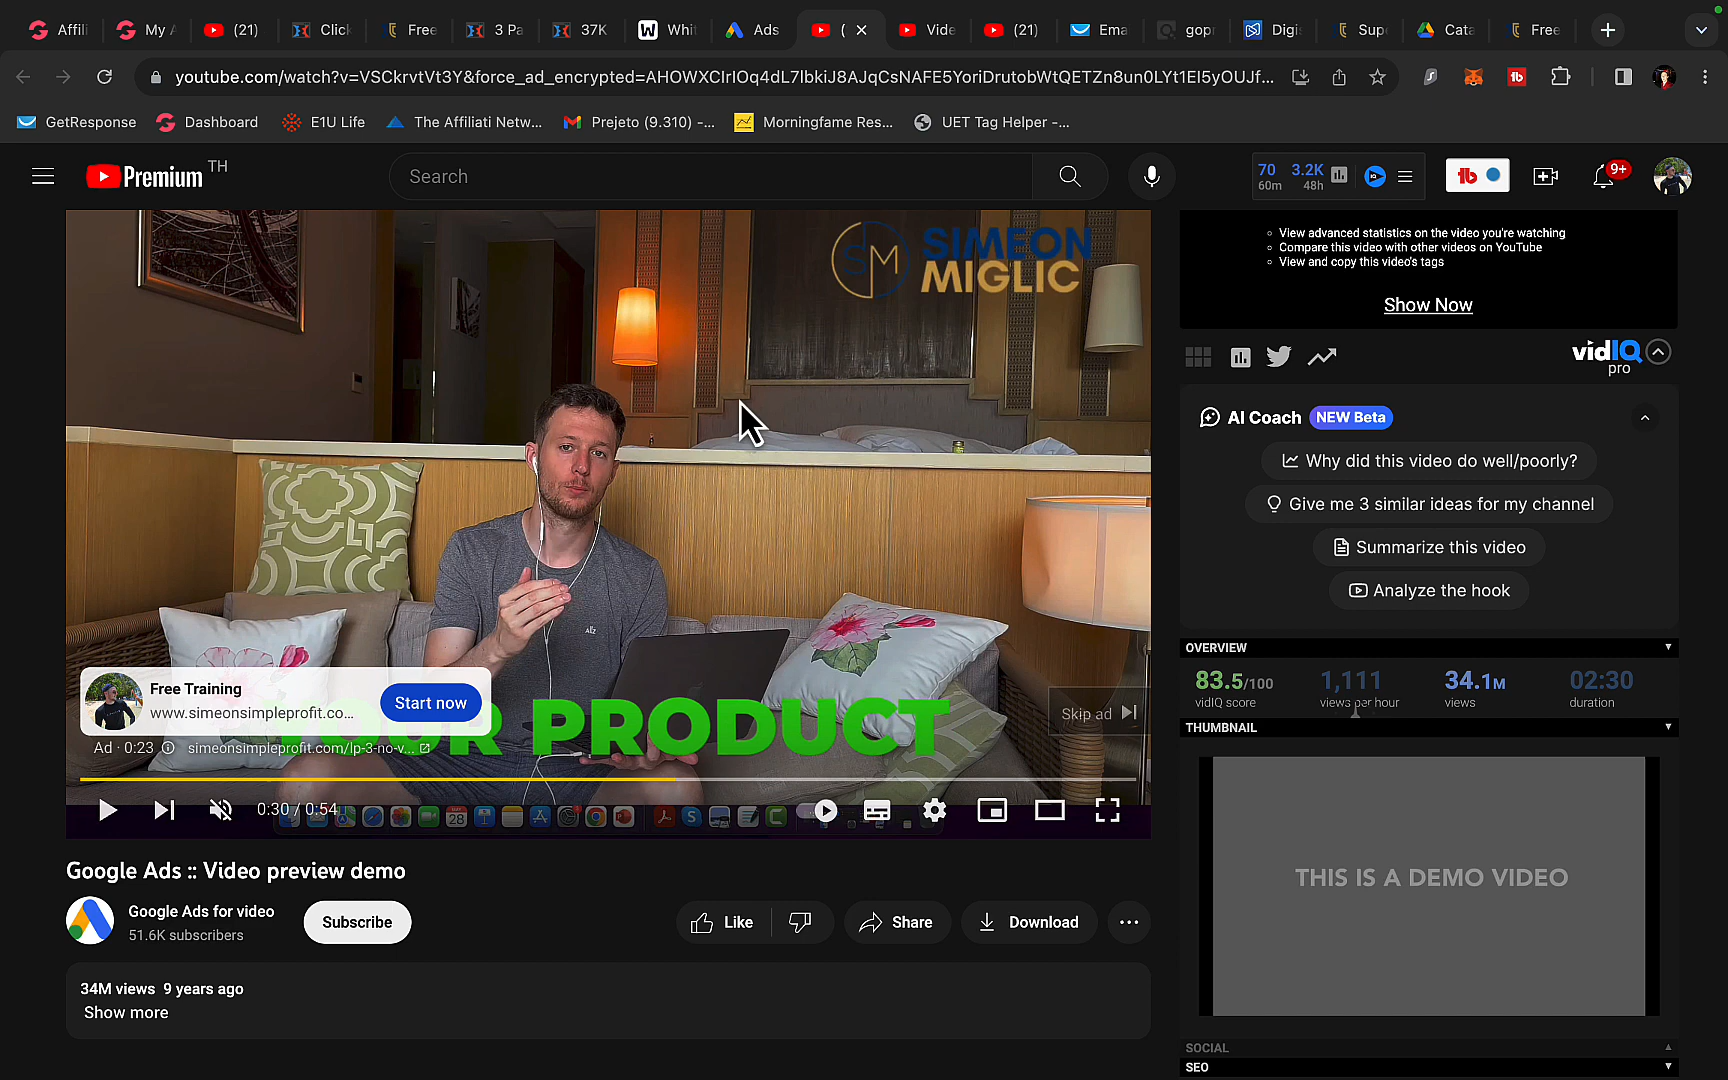 Affili
My A
(21)
Click
Free
3 Pa
37K
Whit
Ads
(
Vide
(21)
Ema
gopr
Digis
Supe
Cata
Free
youtube.com/watch?v=VSCkrvtVt3Y&force_ad_encrypted=AHOWXCIrIOq4dL7lbkiJ8AJqCsNAFE5YoriDrutobWtQETZn8un0LYt1EI5yOUJf...
GetResponse
Dashboard
E1U Life
The Affiliati Netw...
Prejeto (9.310) -...
Morningfame Res...
UET Tag Helper -...
Premium TH
Search
70 3.2K
60m 48h
9+
SIMEON
MIGLIC
SM
Free Training
www.simeonsimpleprofit.co...
Start now
YOUR PRODUCT
Skip ad
Ad · 0:23 simeonsimpleprofit.com/lp-3-no-v...
0:30 / 0:54
Google Ads :: Video preview demo
Google Ads for video
51.6K subscribers
Subscribe
Like
Share
Download
34M views 9 years ago
Show more
View advanced statistics on the video you're watching
Compare this video with other videos on YouTube
View and copy this video's tags
Show Now
vidIQ
pro
AI Coach NEW Beta
Why did this video do well/poorly?
Give me 3 similar ideas for my channel
Summarize this video
Analyze the hook
OVERVIEW
83.5/100 1,111 34.1M 02:30
vidIQ score views per hour views duration
THUMBNAIL
THIS IS A DEMO VIDEO
SOCIAL
SEO